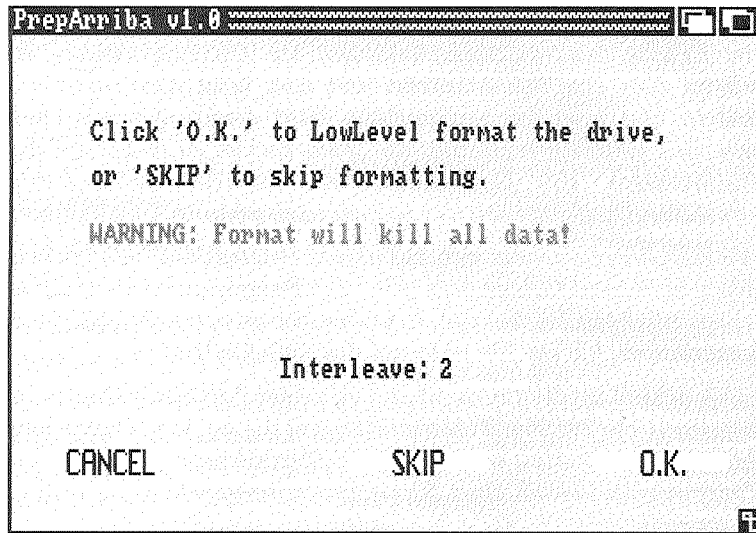 PrepArriba v1.0
Click 'O.K.' to LowLevel format the drive,
or 'SKIP' to skip formatting.
WARNING: Format will kill all data!
Interleave: 2
CANCEL SKIP O.K.